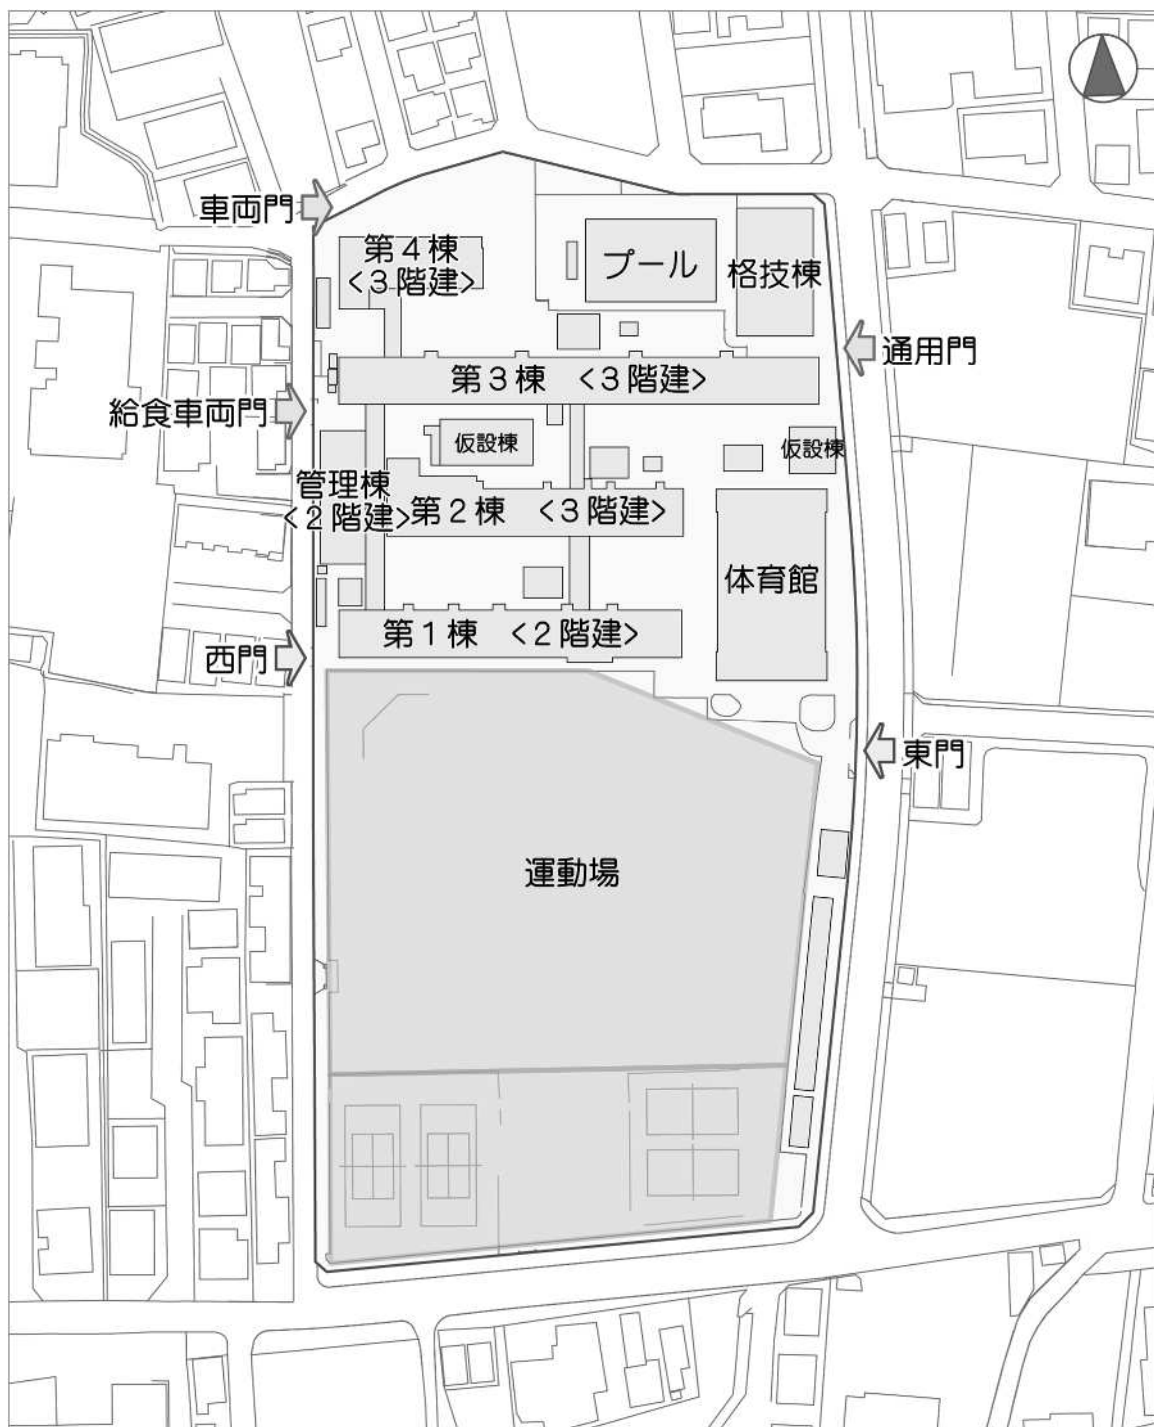 車両門
第４棟
<３階建>
プール
格技棟
通用門
第３棟　<３階建>
給食車両門
仮設棟
仮設棟
管理棟
<２階建>
第２棟　<３階建>
体育館
第１棟　<２階建>
西門
東門
運動場